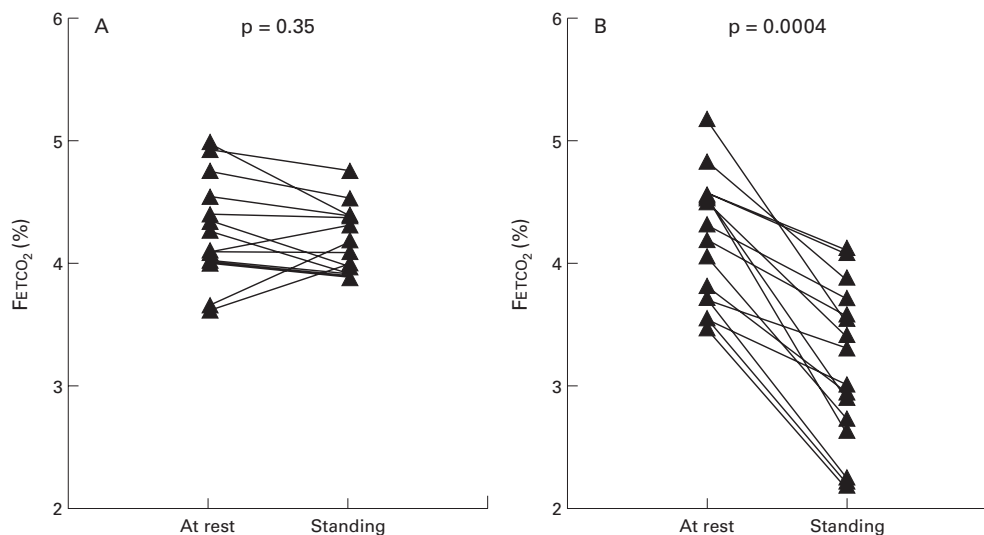 A
p = 0.35
6
5
4
3
2
FETCO2 (%)
At rest
Standing
B
p = 0.0004
6
5
4
3
2
FETCO2 (%)
At rest
Standing